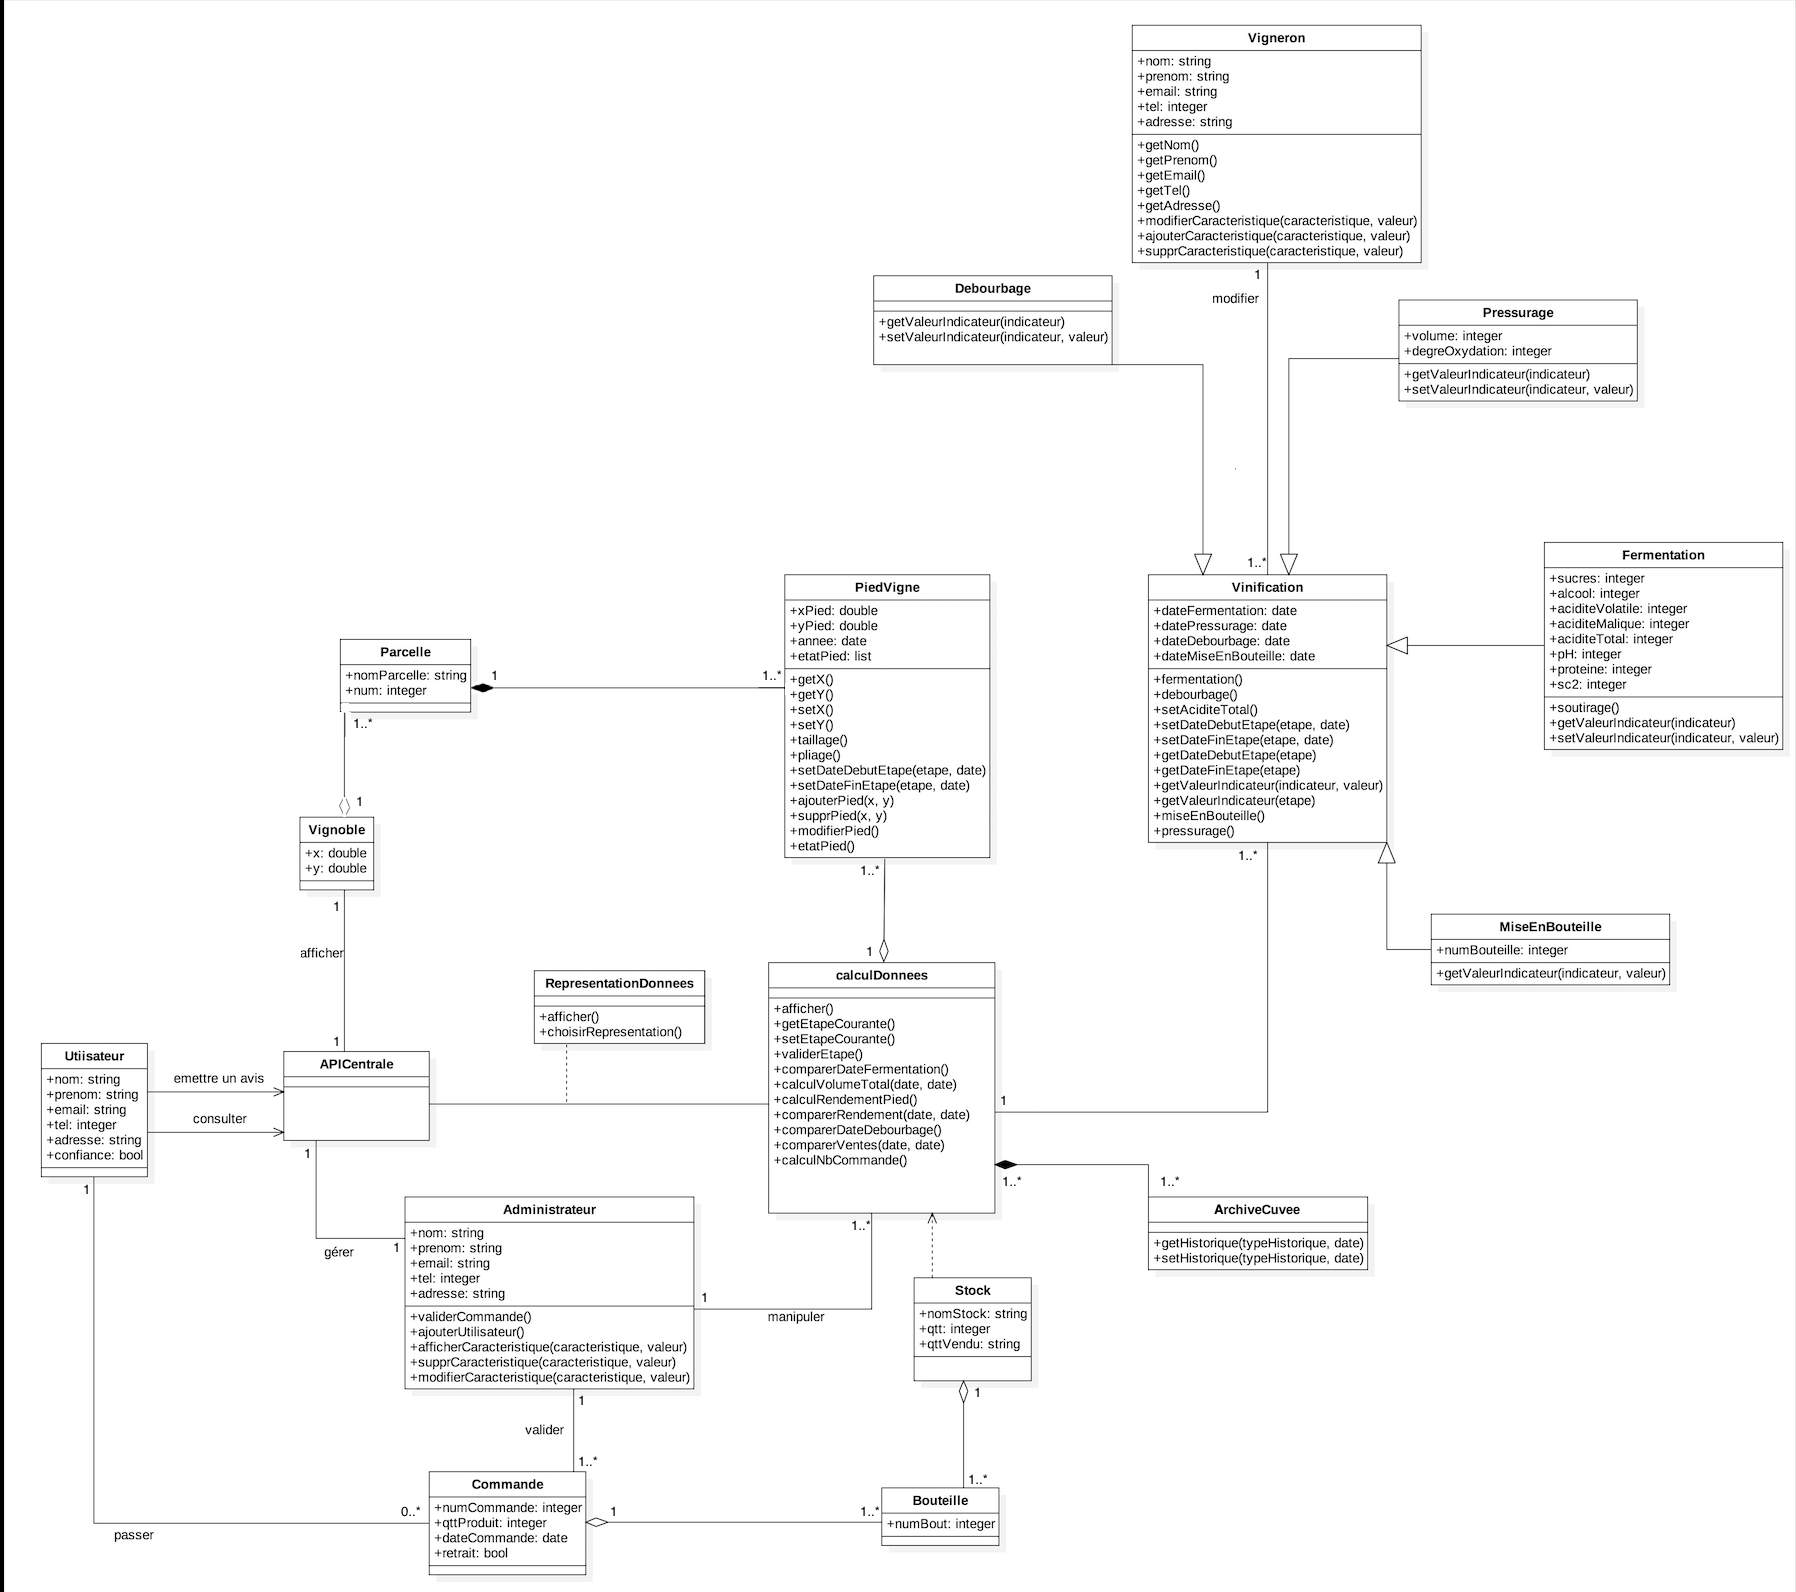 Vigneron
+nom: string
+prenom: string
+email: string
+tel: integer
+adresse: string
+getNom()
+getPrenom()
+getEmail()
+getTel()
+getAdresse()
+modifierCaracteristique(caracteristique, valeur)
+ajouterCaracteristique(caracteristique, valeur)
+supprCaracteristique(caracteristique, valeur)
1
modifier
1..*
Debourbage
+getValeurIndicateur(indicateur)
+setValeurIndicateur(indicateur, valeur)
Pressurage
+volume: integer
+degreOxydation: integer
+getValeurIndicateur(indicateur)
+setValeurIndicateur(indicateur, valeur)
Fermentation
+sucres: integer
+alcool: integer
+aciditeVolatile: integer
+aciditeMalique: integer
+aciditeTotal: integer
+pH: integer
+proteine: integer
+sc2: integer
+soutirage()
+getValeurIndicateur(indicateur)
+setValeurIndicateur(indicateur, valeur)
Vinification
+dateFermentation: date
+datePressurage: date
+dateDebourbage: date
+dateMiseEnBouteille: date
+fermentation()
+debourbage()
+setAciditeTotal()
+setDateDebutEtape(etape, date)
+setDateFinEtape(etape, date)
+getDateDebutEtape(etape)
+getDateFinEtape(etape)
+getValeurIndicateur(indicateur, valeur)
+getValeurIndicateur(etape)
+miseEnBouteille()
+pressurage()
1..*
PiedVigne
+xPied: double
+yPied: double
+annee: date
+etatPied: list
+getX()
+getY()
+setX()
+setY()
+taillage()
+pliage()
+setDateDebutEtape(etape, date)
+setDateFinEtape(etape, date)
+ajouterPied(x, y)
+supprPied(x, y)
+modifierPied()
+etatPied()
1..*
1
Parcelle
+nomParcelle: string
+num: integer
1
1..*
1..*
1
Vignoble
+x: double
+y: double
1
afficher
1
MiseEnBouteille
+numBouteille: integer
+getValeurIndicateur(indicateur, valeur)
RepresentationDonnees
+afficher()
+choisirRepresentation()
calculDonnees
+afficher()
+getEtapeCourante()
+setEtapeCourante()
+validerEtape()
+comparerDateFermentation()
+calculVolumeTotal(date, date)
+calculRendementPied()
+comparerRendement(date, date)
+comparerDateDebourbage()
+comparerVentes(date, date)
+calculNbCommande()
1
1..*
1..*
1..*
Utiisateur
+nom: string
+prenom: string
+email: string
+tel: integer
+adresse: string
+confiance: bool
emettre un avis
consulter
APICentrale
1
gérer
1
1
Administrateur
+nom: string
+prenom: string
+email: string
+tel: integer
+adresse: string
+validerCommande()
+ajouterUtilisateur()
+afficherCaracteristique(caracteristique, valeur)
+supprCaracteristique(caracteristique, valeur)
+modifierCaracteristique(caracteristique, valeur)
1
manipuler
ArchiveCuvee
+getHistorique(typeHistorique, date)
+setHistorique(typeHistorique, date)
Stock
+nomStock: string
+qtt: integer
+qttVendu: string
1
1..*
1
valider
1..*
Commande
+numCommande: integer
+qttProduit: integer
+dateCommande: date
+retrait: bool
0..*
passer
1
1..*
Bouteille
+numBout: integer